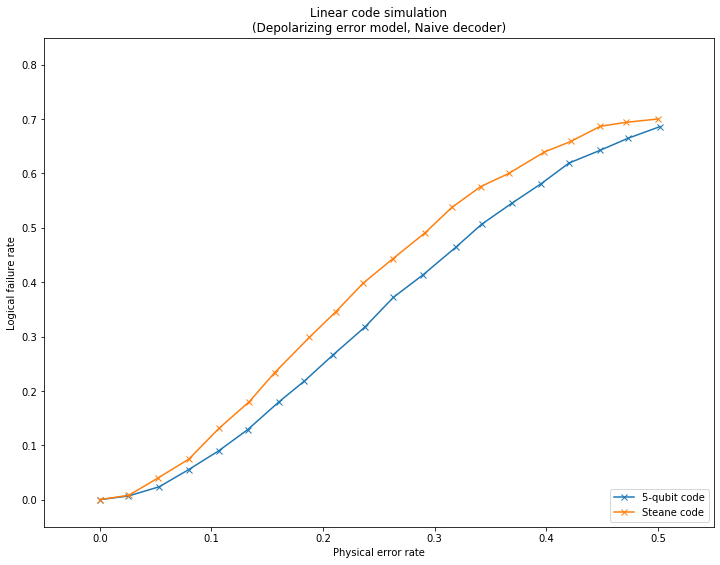 Linear code simulation
(Depolarizing error model, Naive decoder)
Logical failure rate
0.8
0.7
0.6
0.5
0.4
0.3
0.2
0.1
0.0
0.0 0.1 0.2 0.3 0.4 0.5
Physical error rate
5-qubit code
Steane code